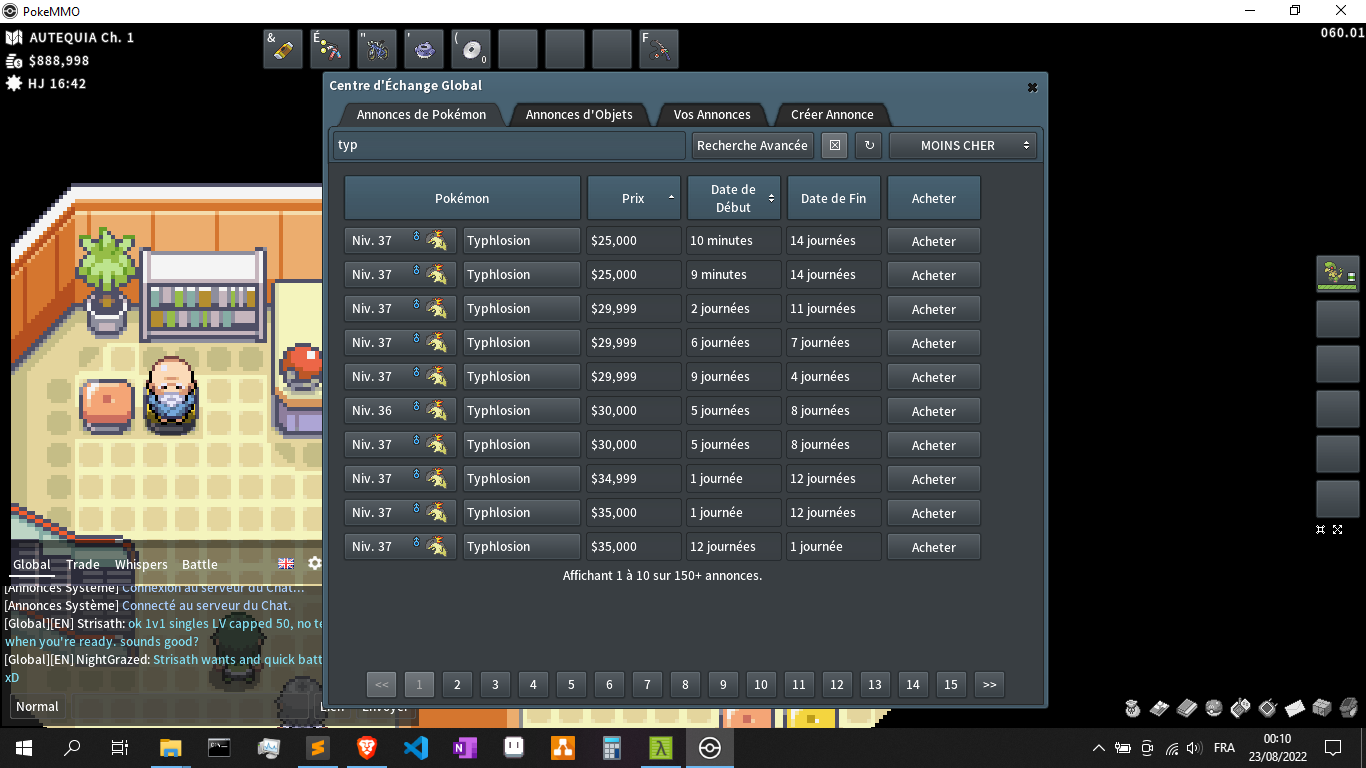 PokeMMO
AUTEQUIA Ch. 1
$888,998
HJ 16:42
& É " ' ( F
0
060.01
Centre d'Échange Global
Annonces de Pokémon Annonces d'Objets Vos Annonces Créer Annonce
typ Recherche Avancée MOINS CHER
Pokémon Prix Date de Début Date de Fin Acheter
Niv. 37 Typhlosion $25,000 10 minutes 14 journées Acheter
Niv. 37 Typhlosion $25,000 9 minutes 14 journées Acheter
Niv. 37 Typhlosion $29,999 2 journées 11 journées Acheter
Niv. 37 Typhlosion $29,999 6 journées 7 journées Acheter
Niv. 37 Typhlosion $29,999 9 journées 4 journées Acheter
Niv. 36 Typhlosion $30,000 5 journées 8 journées Acheter
Niv. 37 Typhlosion $30,000 5 journées 8 journées Acheter
Niv. 37 Typhlosion $34,999 1 journée 12 journées Acheter
Niv. 37 Typhlosion $35,000 1 journée 12 journées Acheter
Niv. 37 Typhlosion $35,000 12 journées 1 journée Acheter
Affichant 1 à 10 sur 150+ annonces.
<< 1 2 3 4 5 6 7 8 9 10 11 12 13 14 15 >>
Global Trade Whispers Battle
[Annonces Système] Connexion au serveur du Chat...
[Annonces Système] Connecté au serveur du Chat.
[Global][EN] Strisath: ok 1v1 singles LV capped 50, no te
when you're ready. sounds good?
[Global][EN] NightGrazed: Strisath wants and quick batt
xD
Normal Lien Envoyer
FRA
00:10
23/08/2022